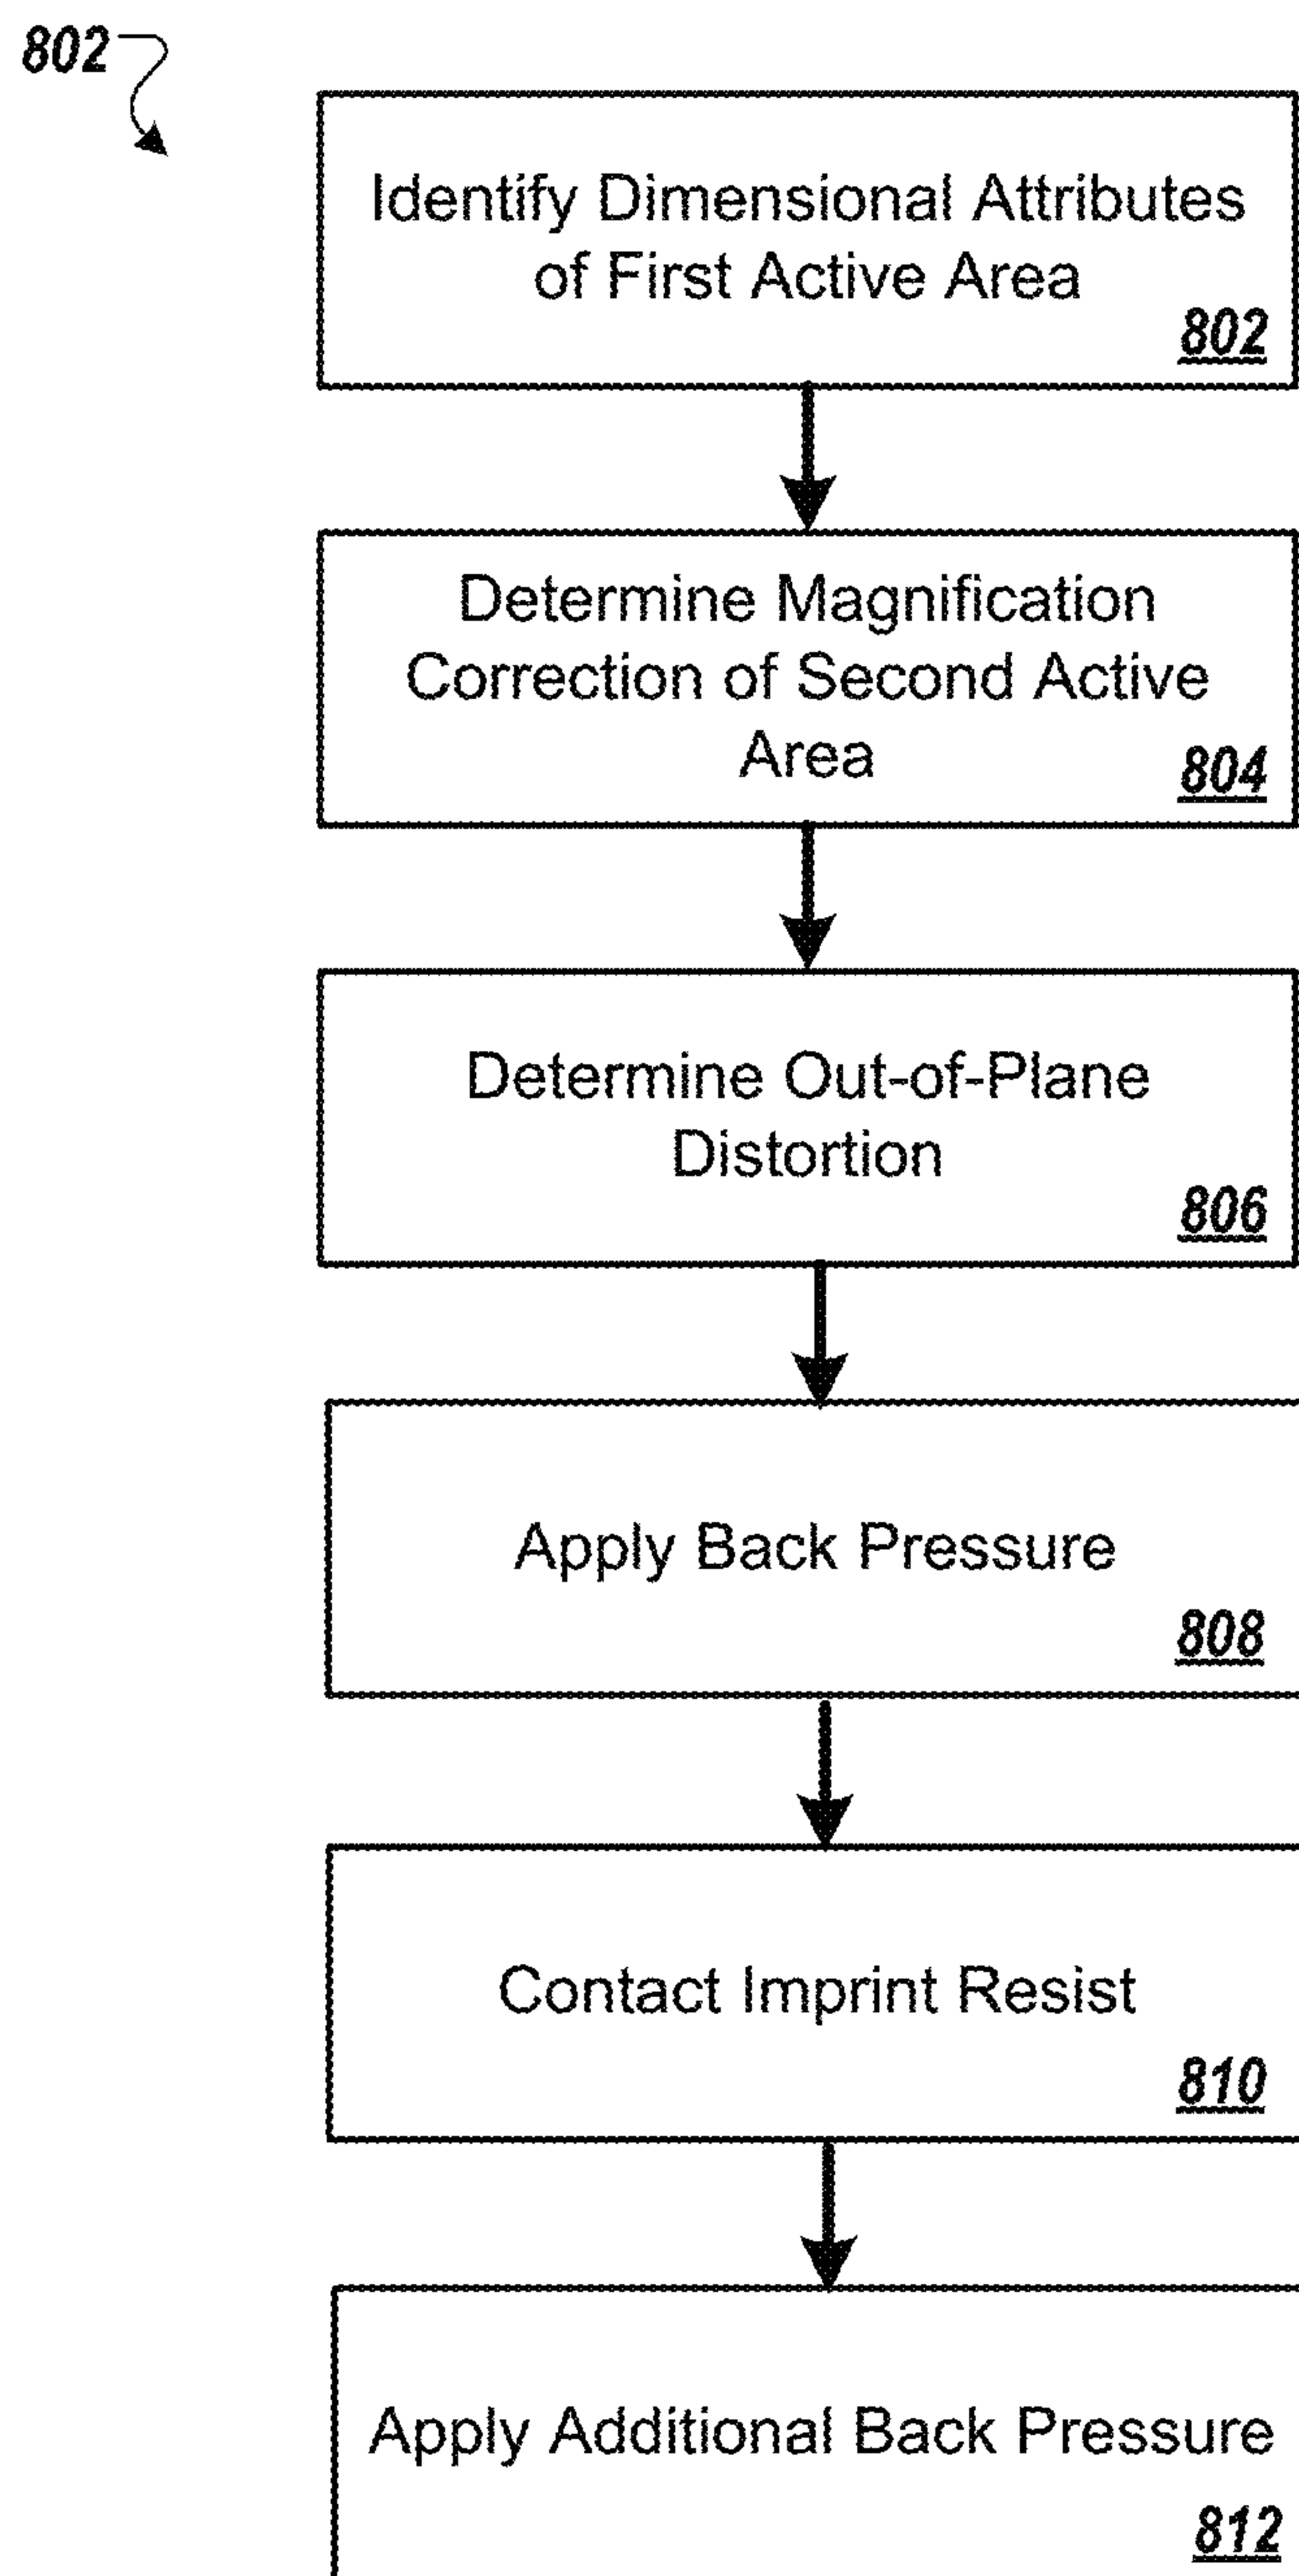 802
Identify Dimensional Attributes
of First Active Area
802
Determine Magnification
Correction of Second Active
Area
804
Determine Out-of-Plane
Distortion
806
Apply Back Pressure
808
Contact Imprint Resist
810
Apply Additional Back Pressure
812